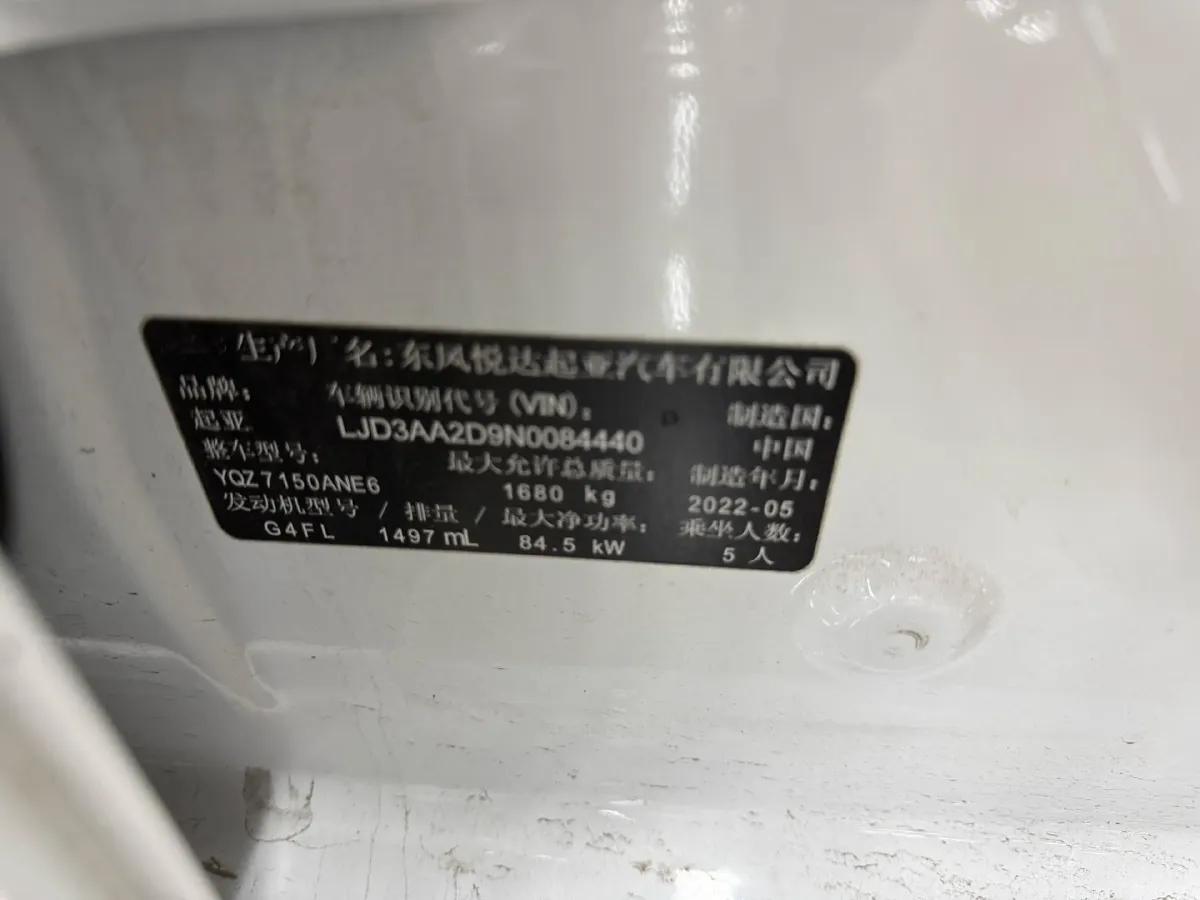 生产厂名:东风悦达起亚汽车有限公司
品牌: 车辆识别代号(VIN): 制造国:
起亚 LJD3AA2D9N0084440 中国
整车型号: 最大允许总质量: 制造年月:
YQZ7150ANE6 1680 kg 2022-05
发动机型号 / 排量 / 最大净功率: 乘坐人数:
G4FL 1497 mL 84.5 kW 5 人